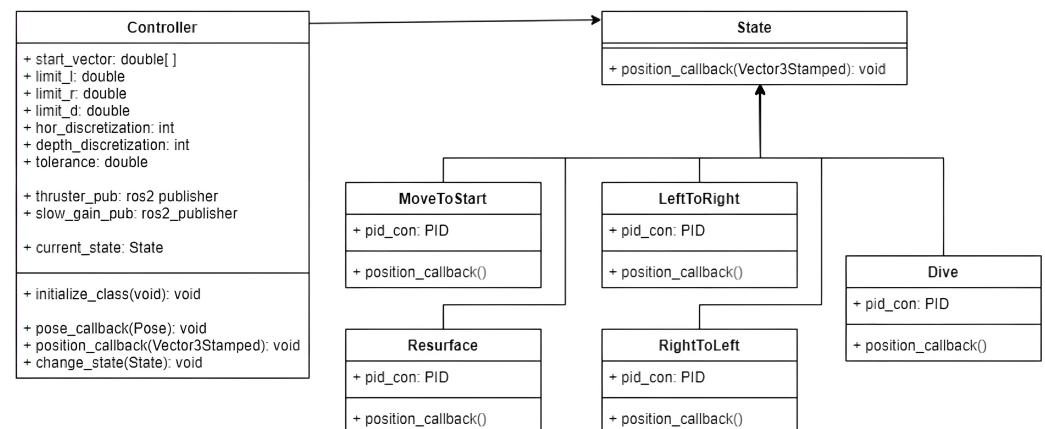 Controller
+ start_vector: double[ ]
+ limit_l: double
+ limit_r: double
+ limit_d: double
+ hor_discretization: int
+ depth_discretization: int
+ tolerance: double
+ thruster_pub: ros2 publisher
+ slow_gain_pub: ros2_publisher
+ current_state: State
+ initialize_class(void): void
+ pose_callback(Pose): void
+ position_callback(Vector3Stamped): void
+ change_state(State): void
State
+ position_callback(Vector3Stamped): void
MoveToStart
+ pid_con: PID
+ position_callback()
LeftToRight
+ pid_con: PID
+ position_callback()
Dive
+ pid_con: PID
+ position_callback()
Resurface
+ pid_con: PID
+ position_callback()
RightToLeft
+ pid_con: PID
+ position_callback()